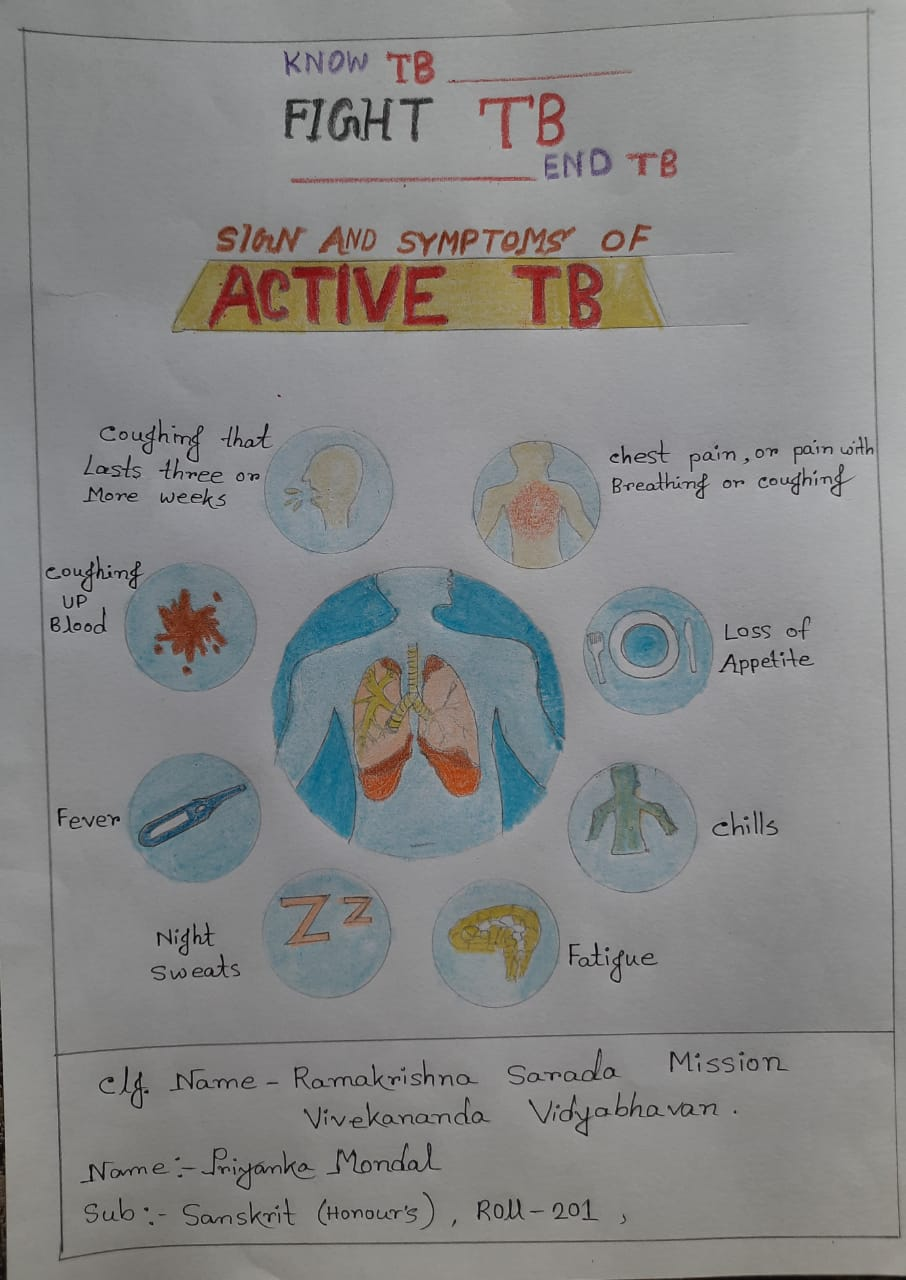 KNOW TB
FIGHT TB
END TB
SIGN AND SYMPTOMS OF
ACTIVE TB
Coughing that
Lasts three or
More weeks
chest pain, or pain with
Breathing or coughing
Coughing
UP
Blood
Loss of
Appetite
Fever
chills
Night
Sweats
Zz
Fatigue
Clg. Name - Ramakrishna Sarada Mission
Vivekananda Vidyabhavan.
Name:- Priyanka Mondal
Sub:- Sanskrit (Honour's), Roll-201,